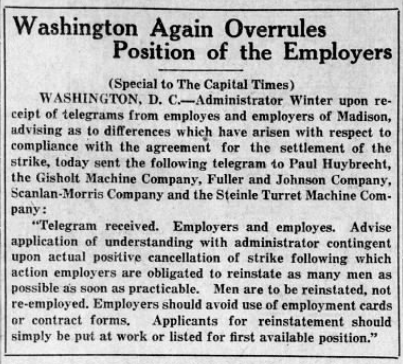 Washington Again Overrules
Position of the Employers
(Special to The Capital Times)
WASHINGTON, D. C.—Administrator Winter upon re-
ceipt of telegrams from employes and employers of Madison,
advising as to differences which have arisen with respect to
compliance with the agreement for the settlement of the
strike, today sent the following telegram to Paul Huybrecht,
the Gisholt Machine Company, Fuller and Johnson Company,
Scanlan-Morris Company and the Steinle Turret Machine Com-
pany:
"Telegram received. Employers and employes. Advise
application of understanding with administrator contingent
upon actual positive cancellation of strike following which
action employers are obligated to reinstate as many men as
possible as soon as practicable. Men are to be reinstated, not
re-employed. Employers should avoid use of employment cards
or contract forms. Applicants for reinstatement should
simply be put at work or listed for first available position."